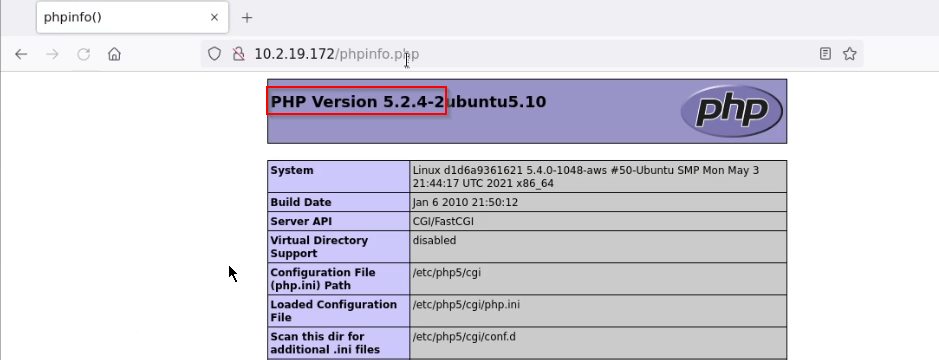 phpinfo()
10.2.19.172/phpinfo.php
PHP Version 5.2.4-2ubuntu5.10
php
System Linux d1d6a9361621 5.4.0-1048-aws #50-Ubuntu SMP Mon May 3
21:44:17 UTC 2021 x86_64
Build Date Jan 6 2010 21:50:12
Server API CGI/FastCGI
Virtual Directory disabled
Support
Configuration File /etc/php5/cgi
(php.ini) Path
Loaded Configuration /etc/php5/cgi/php.ini
File
Scan this dir for /etc/php5/cgi/conf.d
additional .ini files